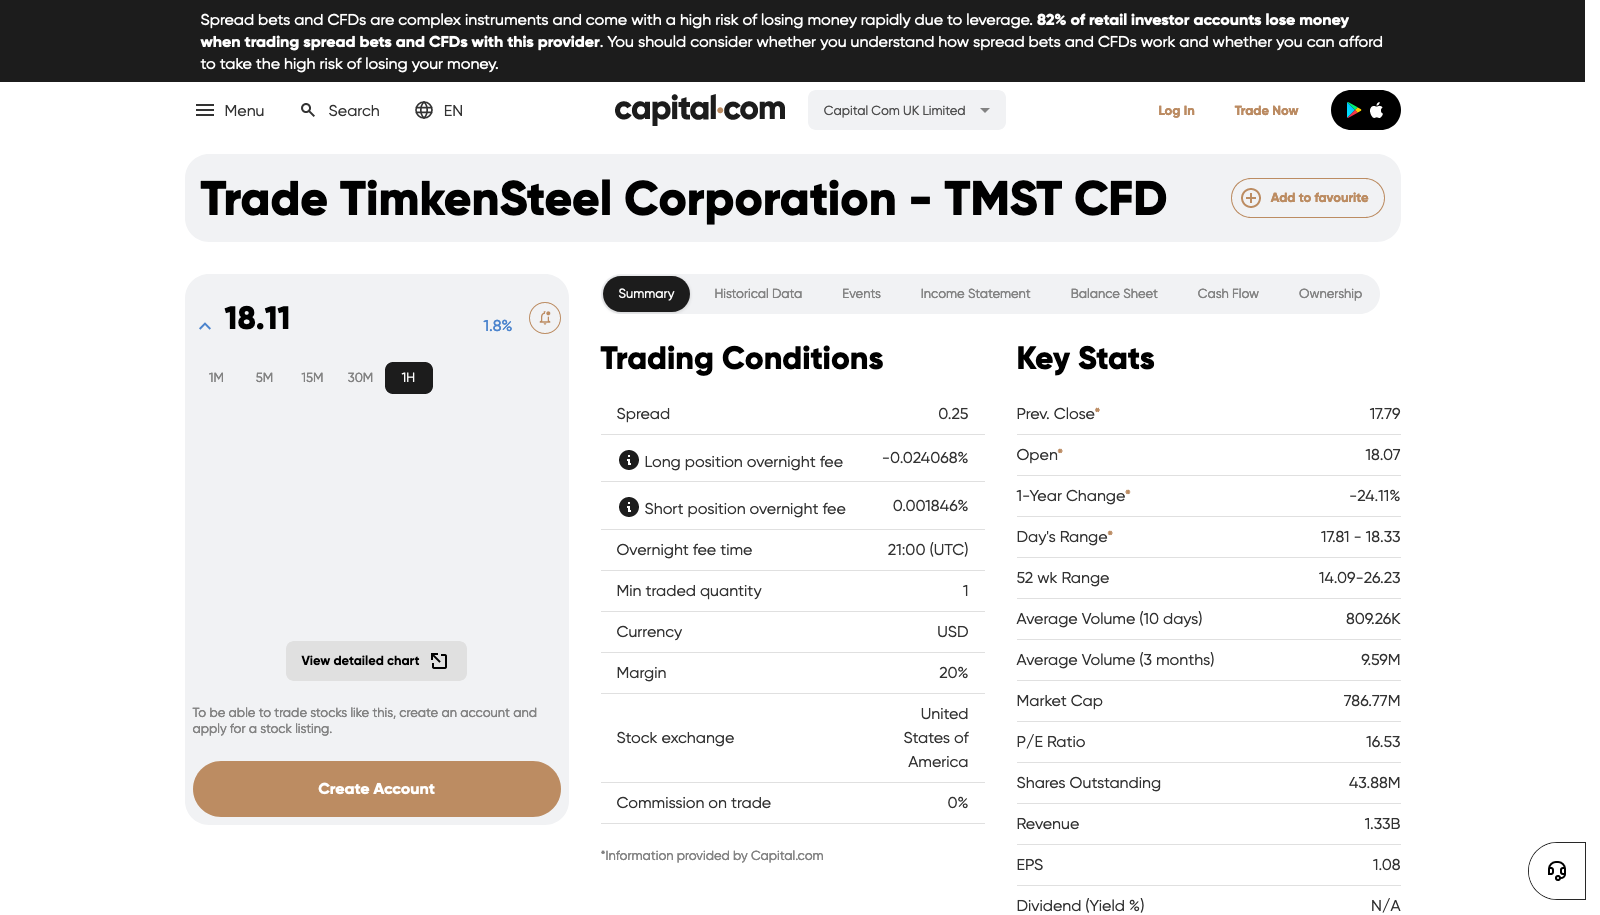 Spread bets and CFDs are complex instruments and come with a high risk of losing money rapidly due to leverage. 82% of retail investor accounts lose money
when trading spread bets and CFDs with this provider. You should consider whether you understand how spread bets and CFDs work and whether you can afford
to take the high risk of losing your money.
Menu Search EN capital.com Capital Com UK Limited Log In Trade Now
Trade TimkenSteel Corporation - TMST CFD
Add to favourite
18.11
1.8%
1M 5M 15M 30M 1H
View detailed chart
To be able to trade stocks like this, create an account and
apply for a stock listing.
Create Account
Summary Historical Data Events Income Statement Balance Sheet Cash Flow Ownership
Trading Conditions
Spread 0.25
Long position overnight fee -0.024068%
Short position overnight fee 0.001846%
Overnight fee time 21:00 (UTC)
Min traded quantity 1
Currency USD
Margin 20%
Stock exchange United
States of
America
Commission on trade 0%
*Information provided by Capital.com
Key Stats
Prev. Close* 17.79
Open* 18.07
1-Year Change* -24.11%
Day's Range* 17.81 - 18.33
52 wk Range 14.09-26.23
Average Volume (10 days) 809.26K
Average Volume (3 months) 9.59M
Market Cap 786.77M
P/E Ratio 16.53
Shares Outstanding 43.88M
Revenue 1.33B
EPS 1.08
Dividend (Yield %) N/A